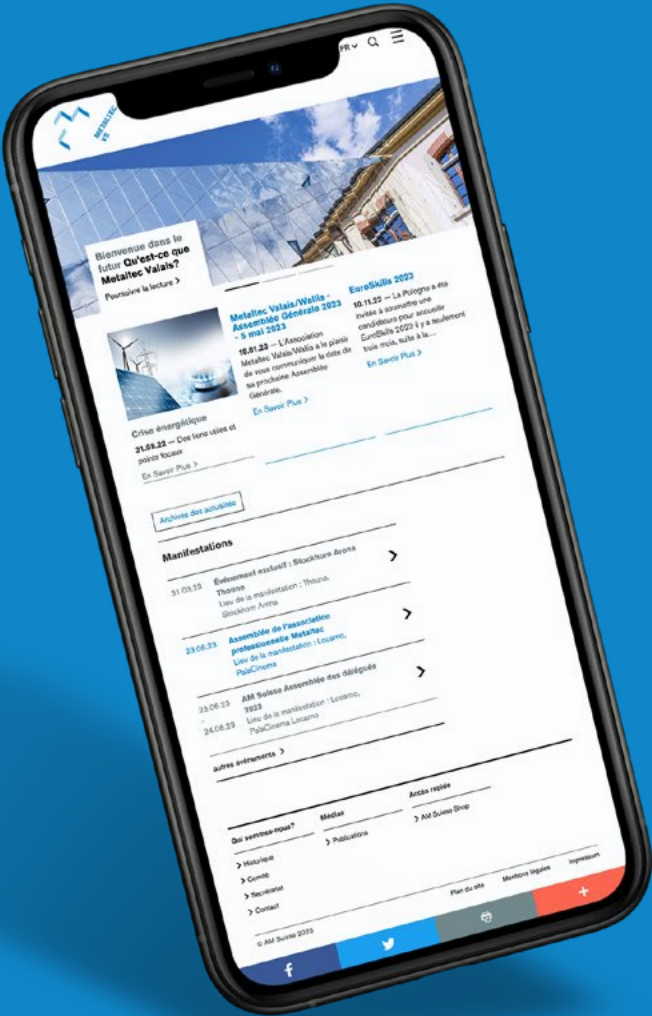 FR
METALTEC
VS
Bienvenue dans le
futur Qu'est-ce que
Metaltec Valais?
Poursuivre la lecture >
Crise énergétique
31.08.22 — Des liens utiles et
points focaux
En Savoir Plus >
Metaltec Valais/Wallis -
Assemblée Générale 2023
- 5 mai 2023
16.01.23 — L'Association
Metaltec Valais/Wallis a le plaisir
de vous communiquer la date de
sa prochaine Assemblée
Générale.
En Savoir Plus >
EuroSkills 2023
10.11.22 — La Pologne a été
invitée à soumettre une
candidature pour accueillir
EuroSkills 2023 il y a seulement
trois mois, suite à la...
En Savoir Plus >
Archives des actualités
Manifestations
31.03.23 Événement exclusif : Stockhorn Arena
Thoune
Lieu de la manifestation : Thoune,
Stockhorn Arena
23.06.23 Assemblée de l'association
professionnelle Metaltec
Lieu de la manifestation : Locarno,
PalaCinema
23.06.23 AM Suisse Assemblée des délégués
- 2023
24.06.23 Lieu de la manifestation : Locarno,
PalaCinema Locarno
autres événements >
Qui sommes-nous?
> Historique
> Comité
> Secrétariat
> Contact
Médias
> Publications
Accès rapide
> AM Suisse Shop
© AM Suisse 2023
Plan du site Mentions légales Impressum